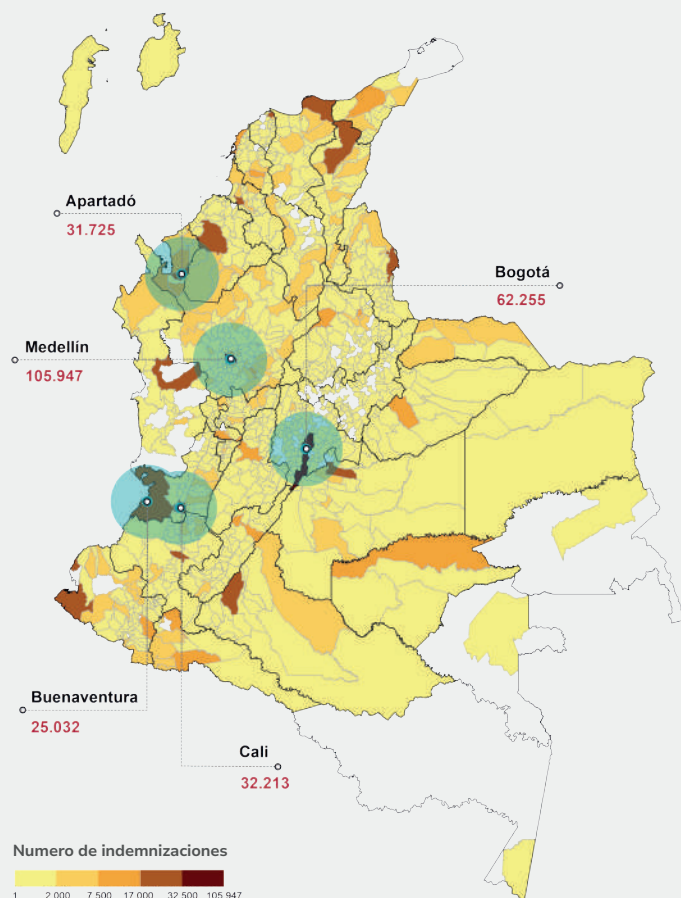 Apartadó
31.725
Bogotá
62.255
Medellín
105.947
Buenaventura
25.032
Cali
32.213
Numero de indemnizaciones
1 2 000 7 500 17 000 32 500 105 947